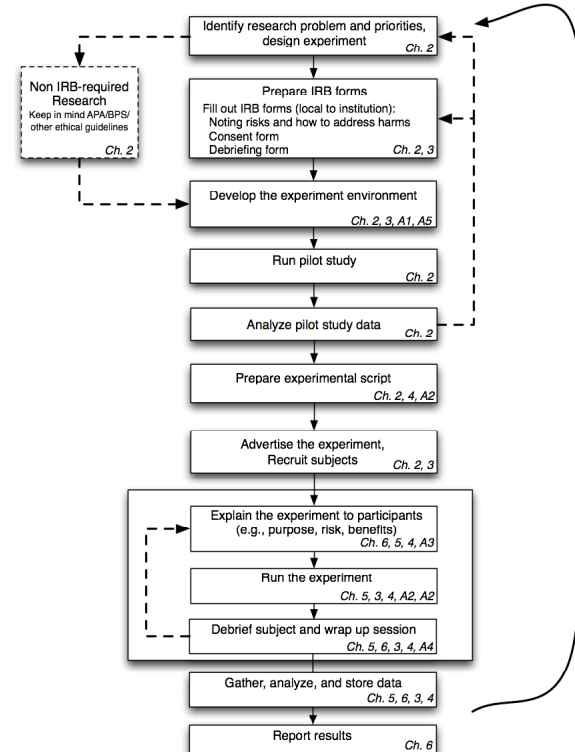 Identify research problem and priorities,
design experiment
Ch. 2
Non IRB-required
Research
Keep in mind APA/BPS/
other ethical guidelines
Ch. 2
Prepare IRB forms
Fill out IRB forms (local to institution):
Noting risks and how to address harms
Consent form
Debriefing form
Ch. 2, 3
Develop the experiment environment
Ch. 2, 3, A1, A5
Run pilot study
Ch. 2
Analyze pilot study data
Ch. 2
Prepare experimental script
Ch. 2, 4, A2
Advertise the experiment,
Recruit subjects
Ch. 2, 3
Explain the experiment to participants
(e.g., purpose, risk, benefits)
Ch. 6, 5, 4, A3
Run the experiment
Ch. 5, 3, 4, A2, A2
Debrief subject and wrap up session
Ch. 5, 6, 3, 4, A4
Gather, analyze, and store data
Ch. 5, 6, 3, 4
Report results
Ch. 6